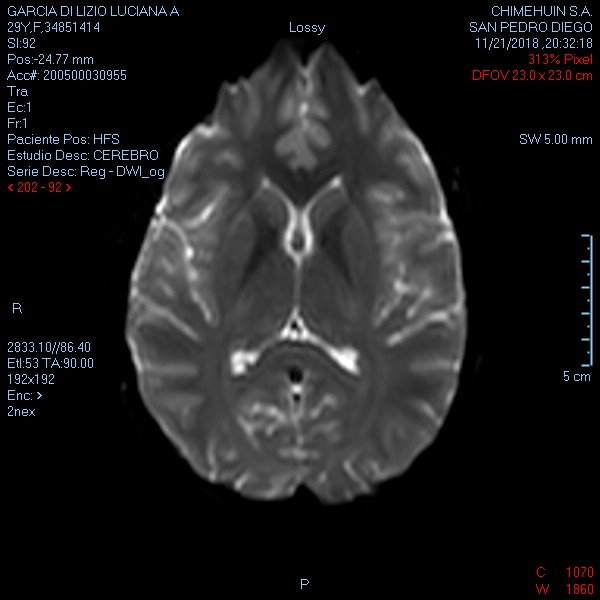 GARCIA DI LIZIO LUCIANA A
29Y,F,34851414
Sl:92
Pos:-24.77 mm
Acc#: 200500030955
Tra
Ec:1
Fr:1
Paciente Pos: HFS
Estudio Desc: CEREBRO
Serie Desc: Reg - DWI_og
< 202 - 92 >
Lossy
CHIMEHUIN S.A.
SAN PEDRO DIEGO
11/21/2018 ,20:32:18
313% Pixel
DFOV 23.0 x 23.0 cm
SW 5.00 mm
R
2833.10//86.40
Etl:53 TA:90.00
192x192
Enc: >
2nex
5 cm
P
C 1070
W 1860